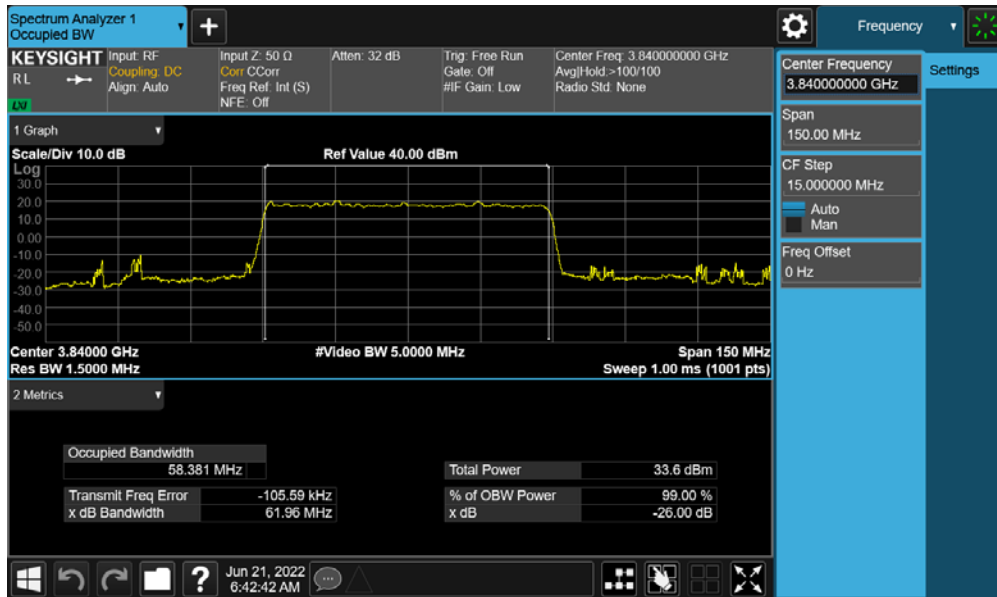 Spectrum Analyzer 1
Occupied BW
+
Frequency
KEYSIGHT
R L
LXI
Input: RF
Coupling: DC
Align: Auto
Input Z: 50 Ω
Corr CCorr
Freq Ref: Int (S)
NFE: Off
Atten: 32 dB
Trig: Free Run
Gate: Off
#IF Gain: Low
Center Freq: 3.840000000 GHz
Avg|Hold:>100/100
Radio Std: None
Center Frequency
3.840000000 GHz
Settings
Span
150.00 MHz
CF Step
15.000000 MHz
Auto
Man
Freq Offset
0 Hz
1 Graph
Scale/Div 10.0 dB
Ref Value 40.00 dBm
Log
30.0
20.0
10.0
0.00
-10.0
-20.0
-30.0
-40.0
-50.0
Center 3.84000 GHz
#Video BW 5.0000 MHz
Span 150 MHz
Res BW 1.5000 MHz
Sweep 1.00 ms (1001 pts)
2 Metrics
Occupied Bandwidth
58.381 MHz
Total Power 33.6 dBm
Transmit Freq Error -105.59 kHz
% of OBW Power 99.00 %
x dB Bandwidth 61.96 MHz
x dB -26.00 dB
?
Jun 21, 2022
6:42:42 AM